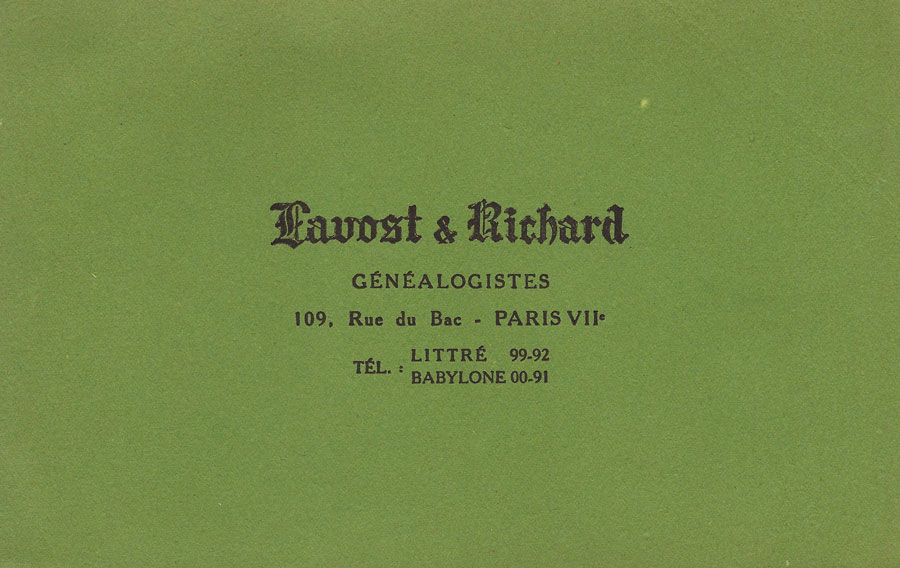 Lavost & Richard
GÉNÉALOGISTES
109, Rue du Bac - PARIS VIIe
TÉL. : LITTRÉ 99-92
BABYLONE 00-91